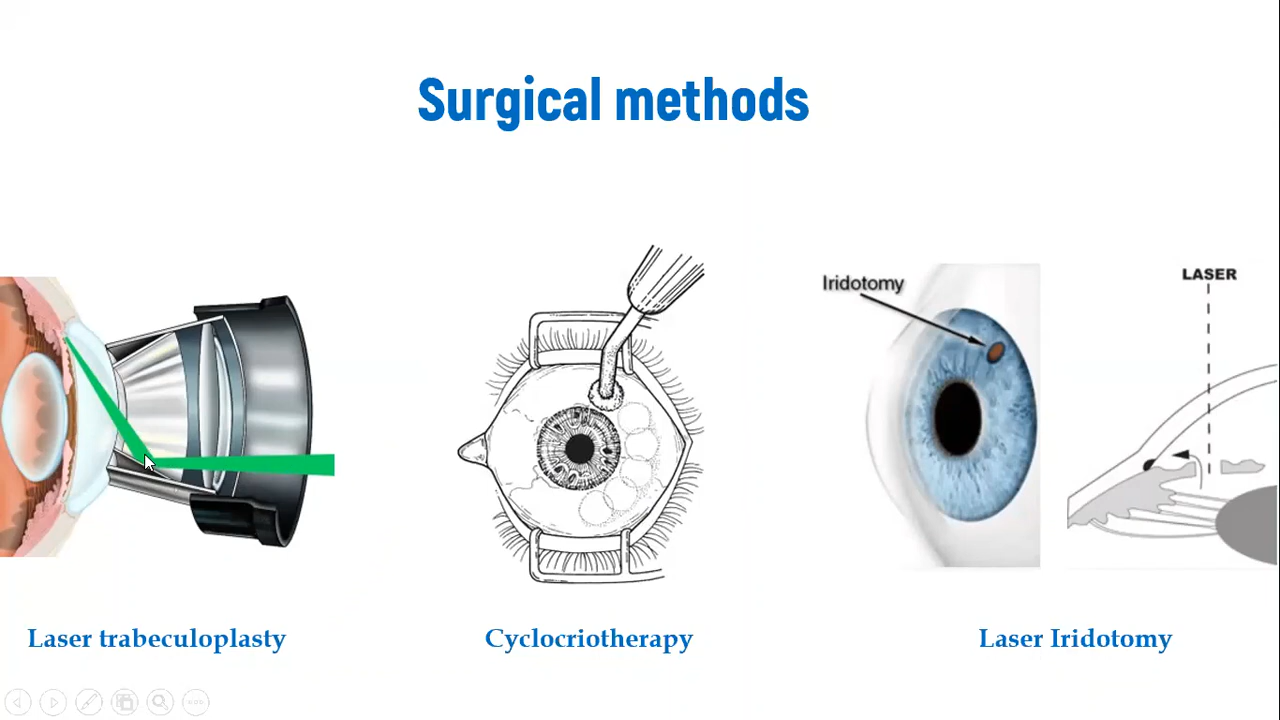 Surgical methods
Iridotomy
LASER
Laser trabeculoplasty
Cyclocriotherapy
Laser Iridotomy